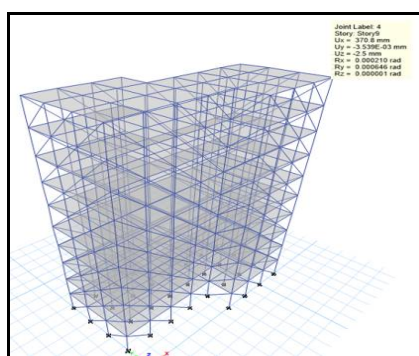 Joint Label: 4
Story: Story9
Ux = 370.8 mm
Uy = -3.539E-03 mm
Uz = -2.5 mm
Rx = 0.000210 rad
Ry = 0.000646 rad
Rz = 0.000001 rad